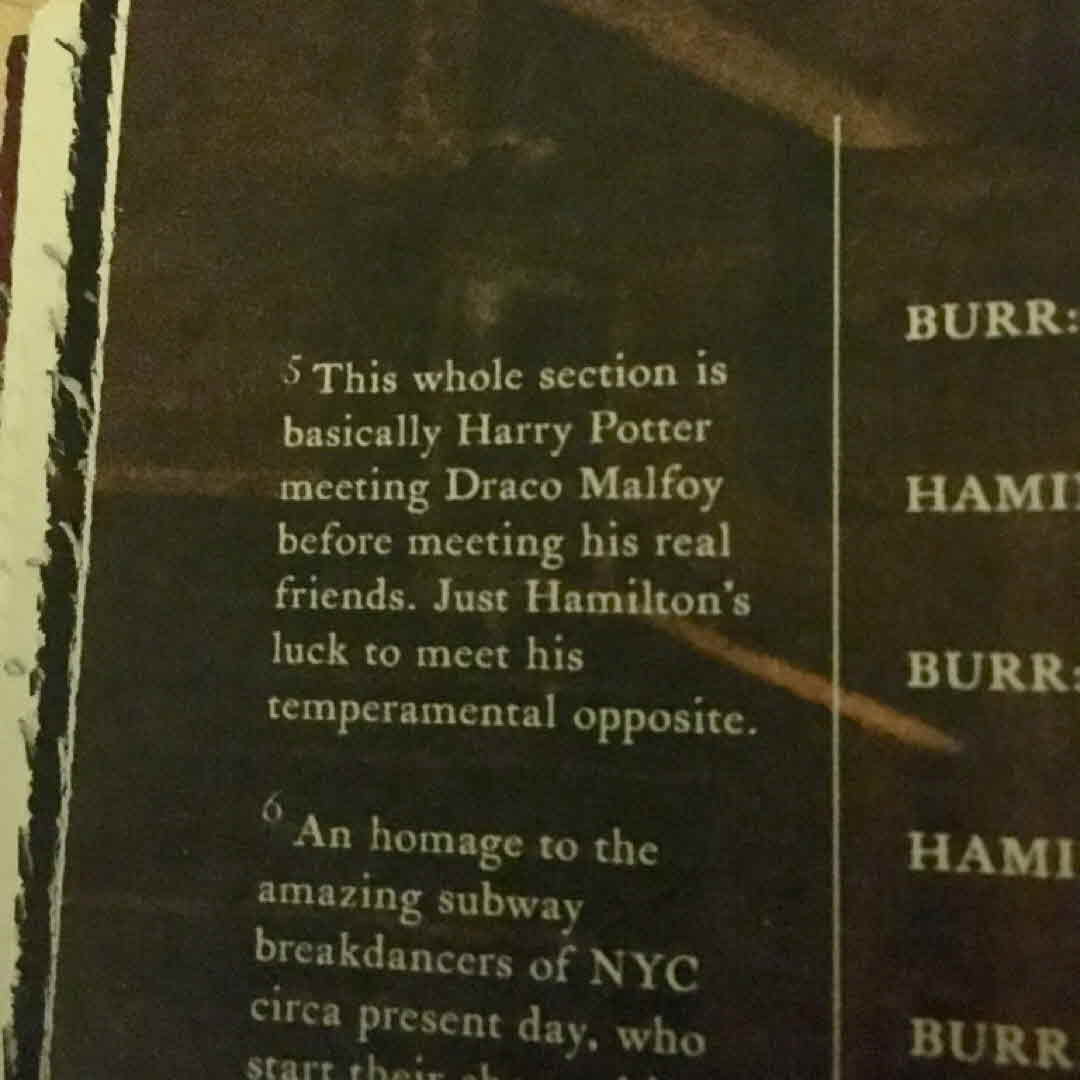 5 This whole section is
basically Harry Potter
meeting Draco Malfoy
before meeting his real
friends. Just Hamilton's
luck to meet his
temperamental opposite.
6 An homage to the
amazing subway
breakdancers of NYC
circa present day, who
start their
BURR:
HAMI
BURR:
HAMI
BURR